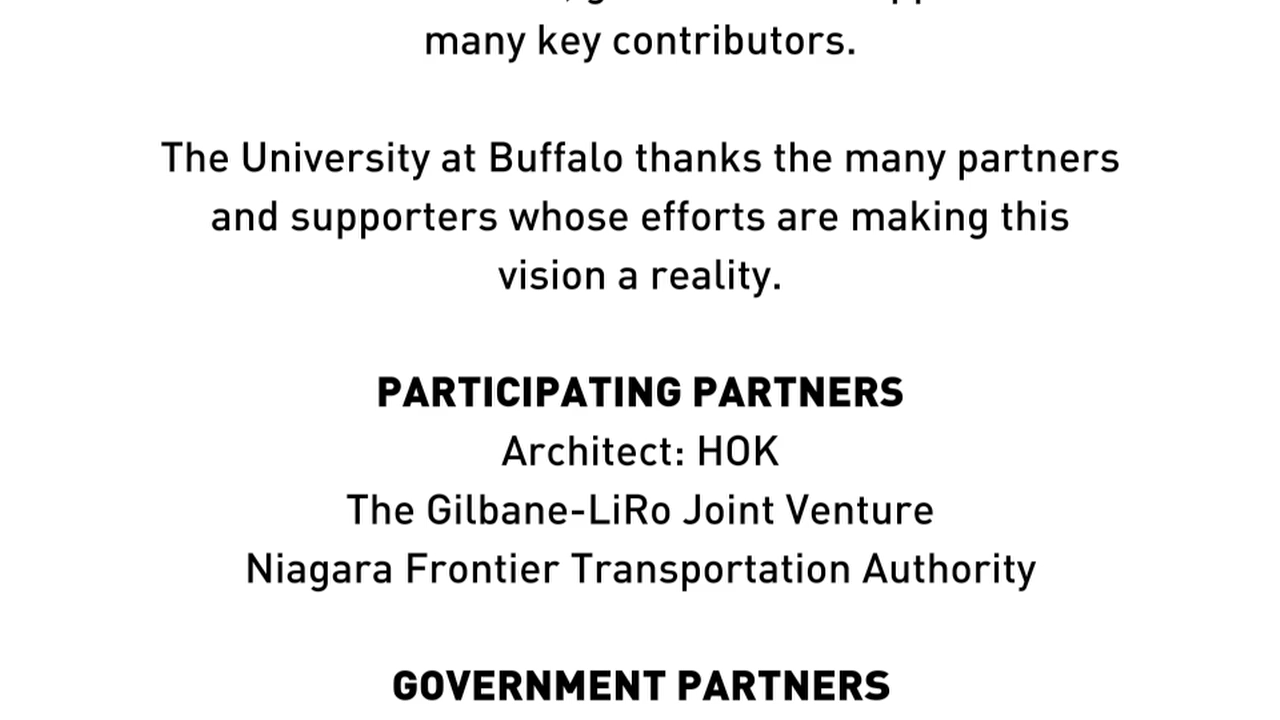 many key contributors.
The University at Buffalo thanks the many partners
and supporters whose efforts are making this
vision a reality.
PARTICIPATING PARTNERS
Architect: HOK
The Gilbane-LiRo Joint Venture
Niagara Frontier Transportation Authority
GOVERNMENT PARTNERS